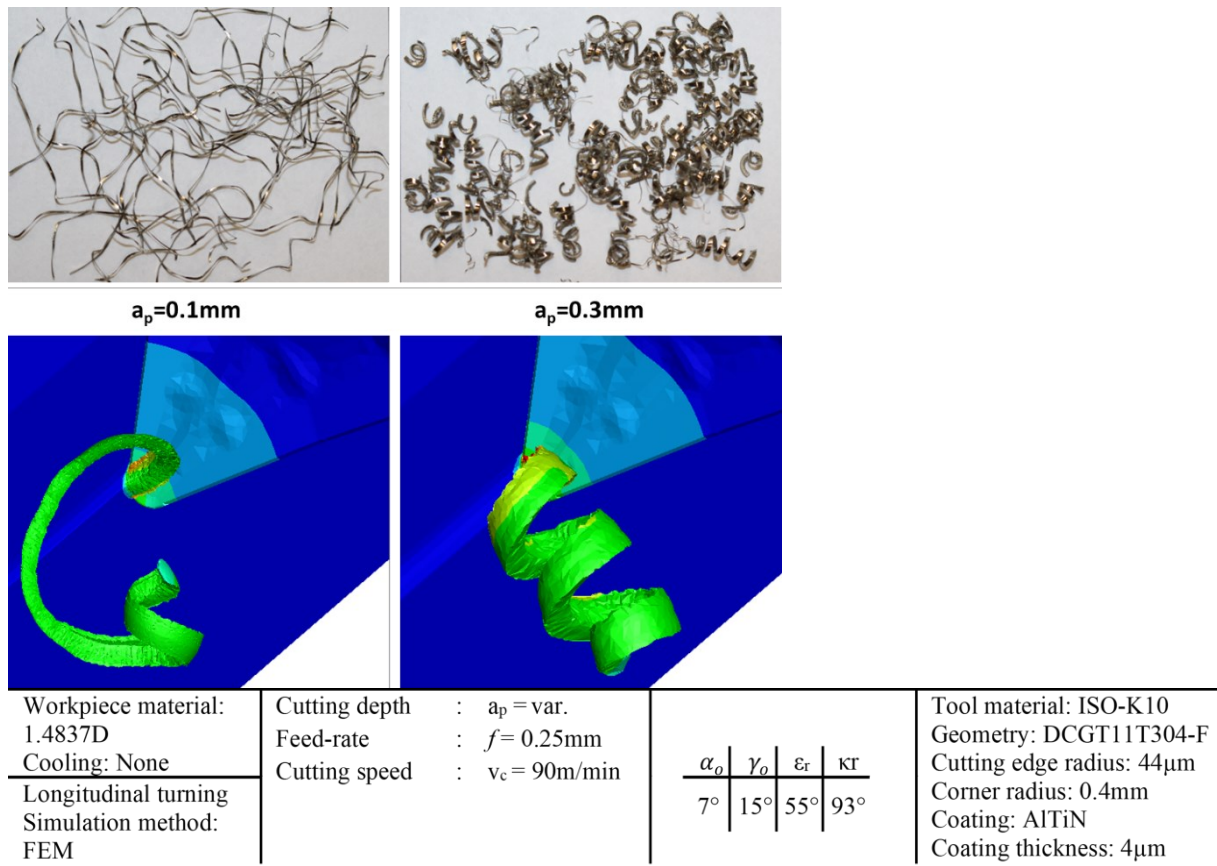 a_p=0.1mm
a_p=0.3mm
Workpiece material:
1.4837D
Cooling: None
Longitudinal turning
Simulation method:
FEM
Cutting depth : a_p = var.
Feed-rate : f = 0.25mm
Cutting speed : v_c = 90m/min
α_o γ_o ε_r κr
7° 15° 55° 93°
Tool material: ISO-K10
Geometry: DCGT11T304-F
Cutting edge radius: 44μm
Corner radius: 0.4mm
Coating: AlTiN
Coating thickness: 4μm